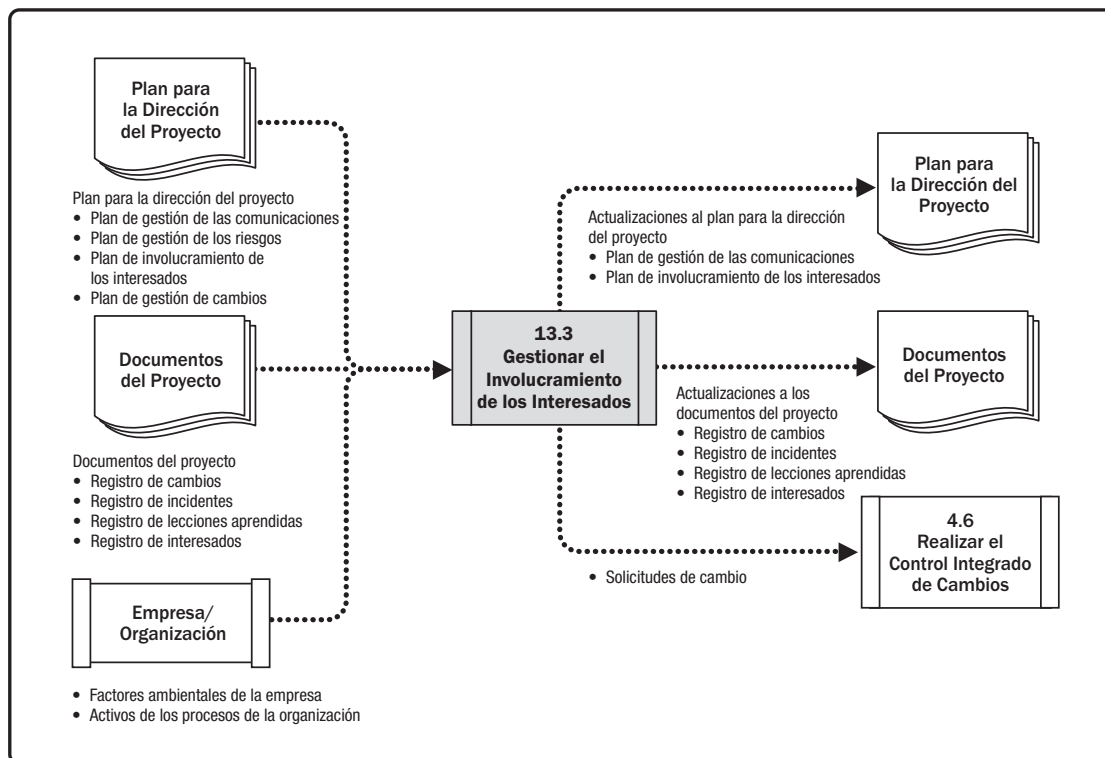 Plan para
la Dirección
del Proyecto
Plan para la dirección del proyecto
• Plan de gestión de las comunicaciones
• Plan de gestión de los riesgos
• Plan de involucramiento de
los interesados
• Plan de gestión de cambios
Documentos
del Proyecto
Documentos del proyecto
• Registro de cambios
• Registro de incidentes
• Registro de lecciones aprendidas
• Registro de interesados
Empresa/
Organización
• Factores ambientales de la empresa
• Activos de los procesos de la organización
13.3
Gestionar el
Involucramiento
de los Interesados
Actualizaciones al plan para la dirección
del proyecto
• Plan de gestión de las comunicaciones
• Plan de involucramiento de los interesados
Plan para
la Dirección del
Proyecto
Actualizaciones a los
documentos del proyecto
• Registro de cambios
• Registro de incidentes
• Registro de lecciones aprendidas
• Registro de interesados
Documentos
del Proyecto
• Solicitudes de cambio
4.6
Realizar el
Control Integrado
de Cambios